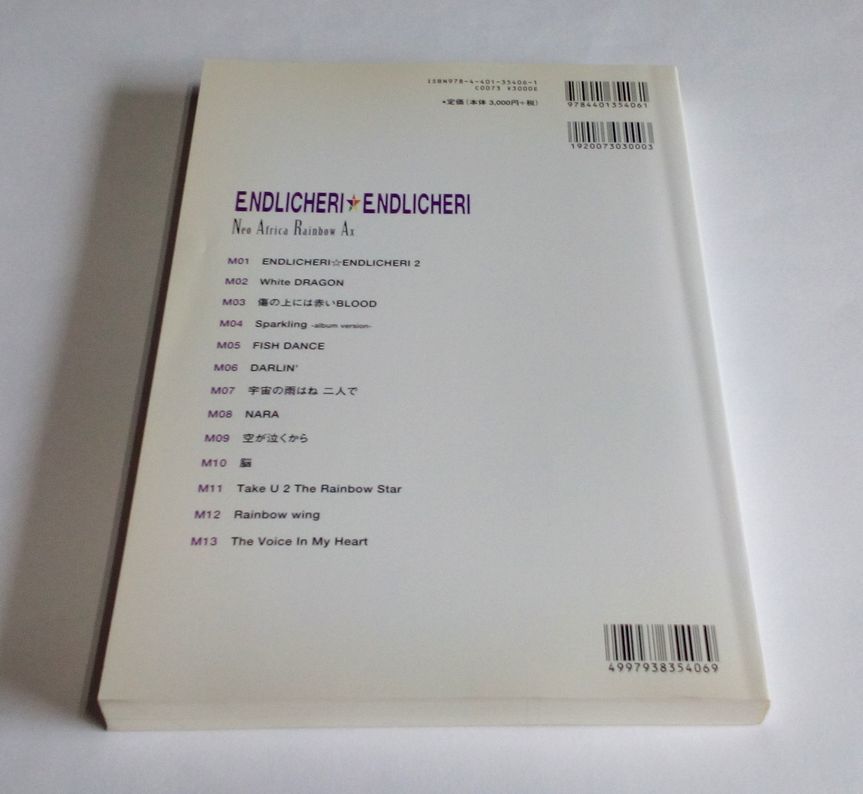 ISBN978-4-401-35406-1
C0073 ¥3000E
•定価(本体 3,000円+税)
9784401354061
1920073030003
ENDLICHERI★ENDLICHERI
Neo Africa Rainbow Ax
M01 ENDLICHERI☆ENDLICHERI 2
M02 White DRAGON
M03 傷の上には赤いBLOOD
M04 Sparkling -album version-
M05 FISH DANCE
M06 DARLIN'
M07 宇宙の雨はね 二人で
M08 NARA
M09 空が泣くから
M10 脳
M11 Take U 2 The Rainbow Star
M12 Rainbow wing
M13 The Voice In My Heart
4997938354069